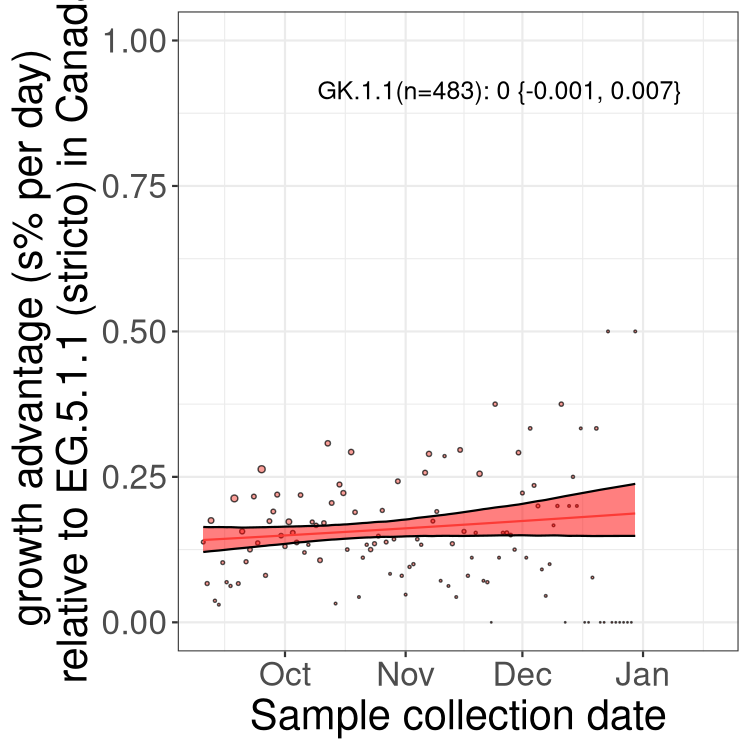 growth advantage (s% per day)
relative to EG.5.1.1 (stricto) in Canada
1.00
0.75
0.50
0.25
0.00
GK.1.1(n=483): 0 {-0.001, 0.007}
Oct Nov Dec Jan
Sample collection date